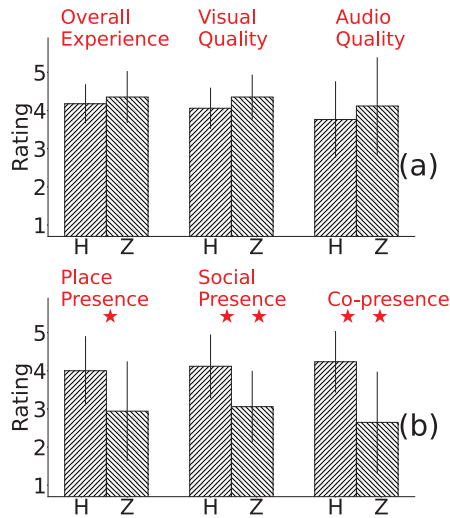 Overall Experience
Visual Quality
Audio Quality
Rating
5
4
3
2
1
H Z H Z H Z
(a)
Place Presence
Social Presence
Co-presence
★ ★ ★ ★ ★
Rating
5
4
3
2
1
H Z H Z H Z
(b)